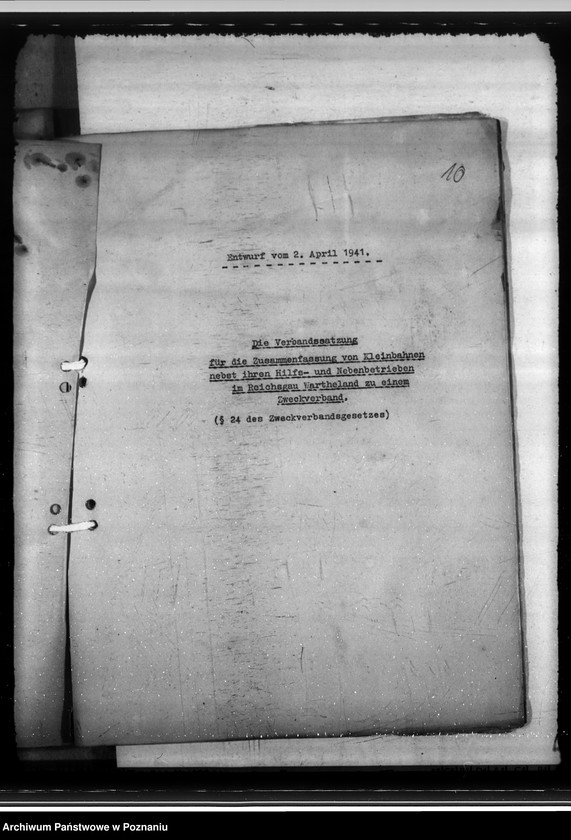 10
Entwurf vom 2. April 1941.
Die Verbandssatzung
für die Zusammenfassung von Kleinbahnen
nebst ihren Hilfs- und Nebenbetrieben
im Reichsgau Wartheland zu einem
Zweckverband.
(§ 24 des Zweckverbandsgesetzes)
Archiwum Państwowe w Poznaniu